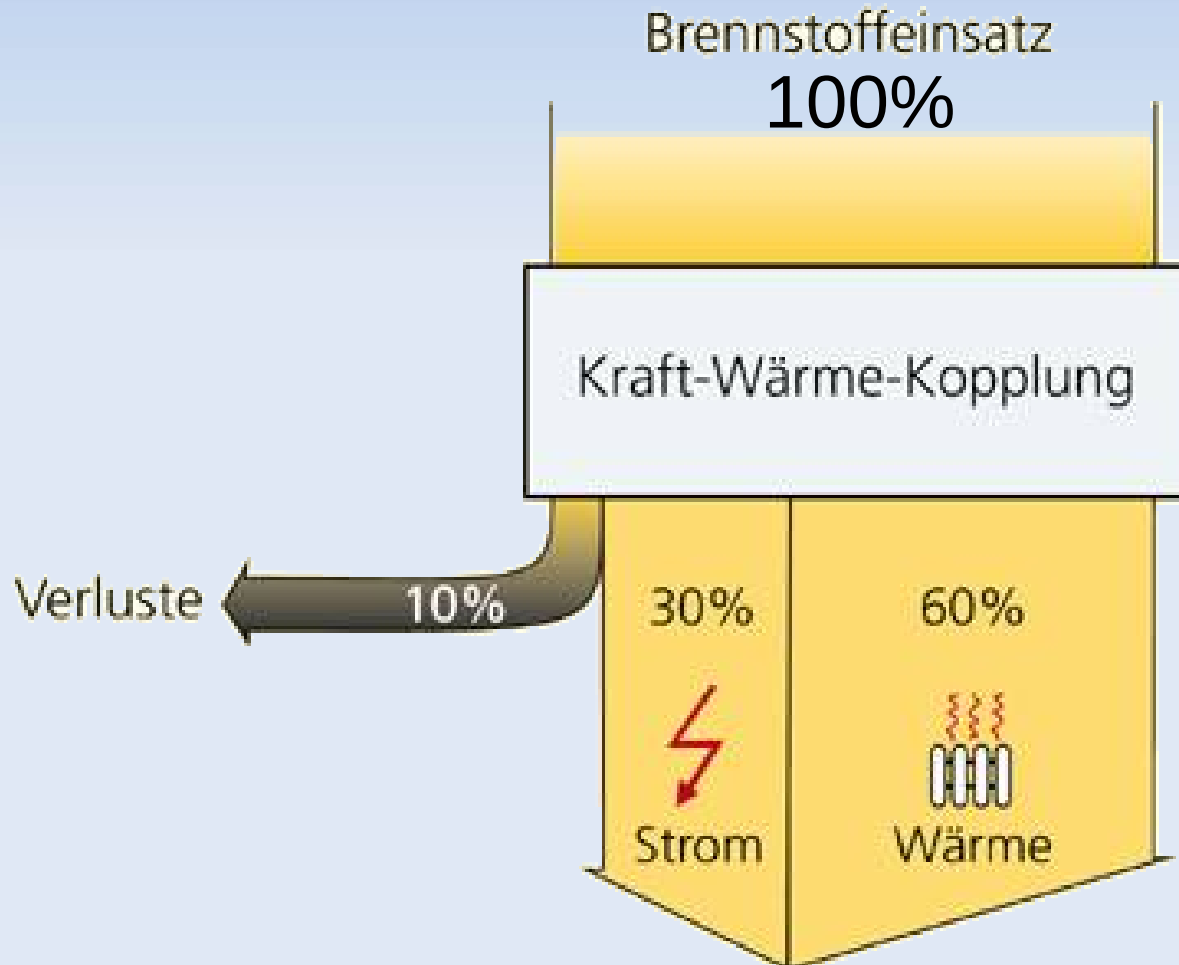 Brennstoffeinsatz
100%
Kraft-Wärme-Kopplung
Verluste
10%
30%
60%
Strom
Wärme